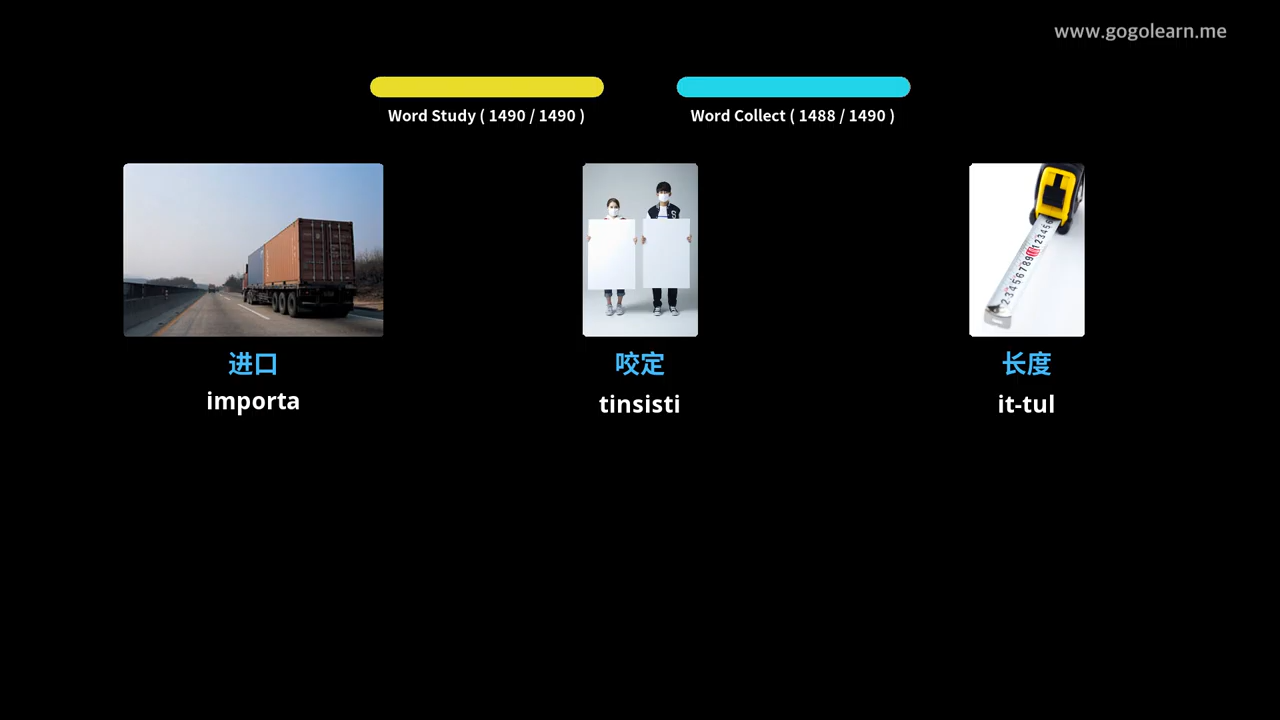 www.gogolearn.me
Word Study ( 1490 / 1490 )
Word Collect ( 1488 / 1490 )
进口
咬定
长度
importa
tinsisti
it-tul